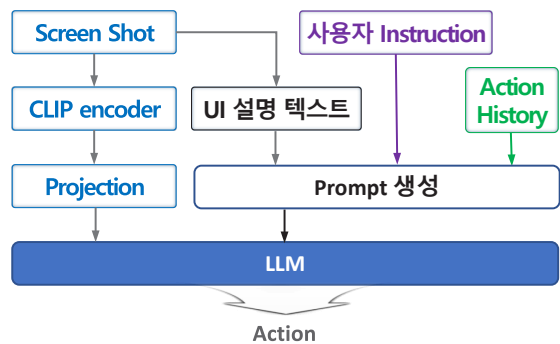 Screen Shot
사용자 Instruction
CLIP encoder
UI 설명 텍스트
Action
History
Projection
Prompt 생성
LLM
Action